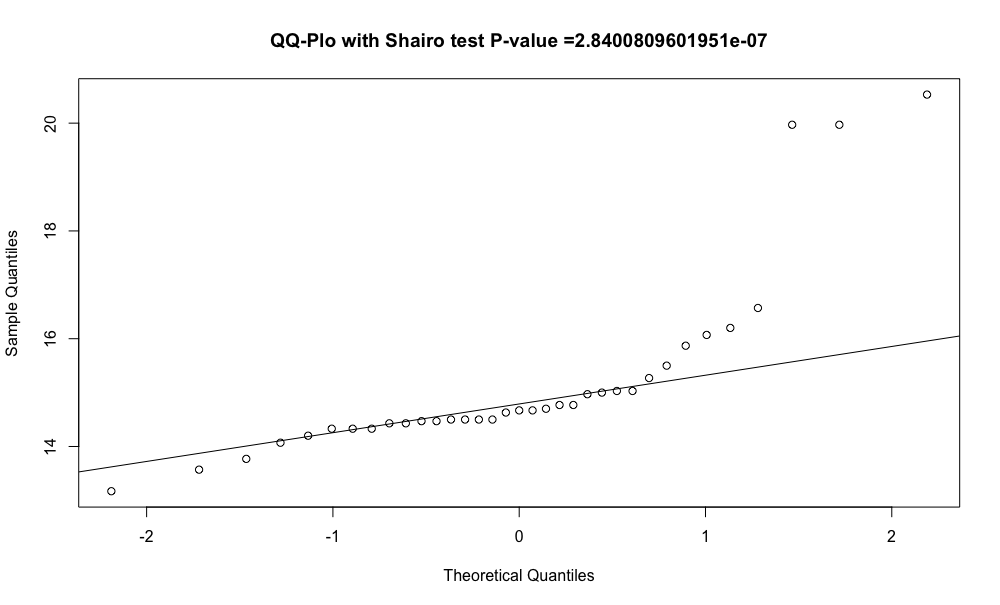 QQ-Plo with Shairo test P-value =2.8400809601951e-07
20
18
16
14
Sample Quantiles
-2 -1 0 1 2
Theoretical Quantiles